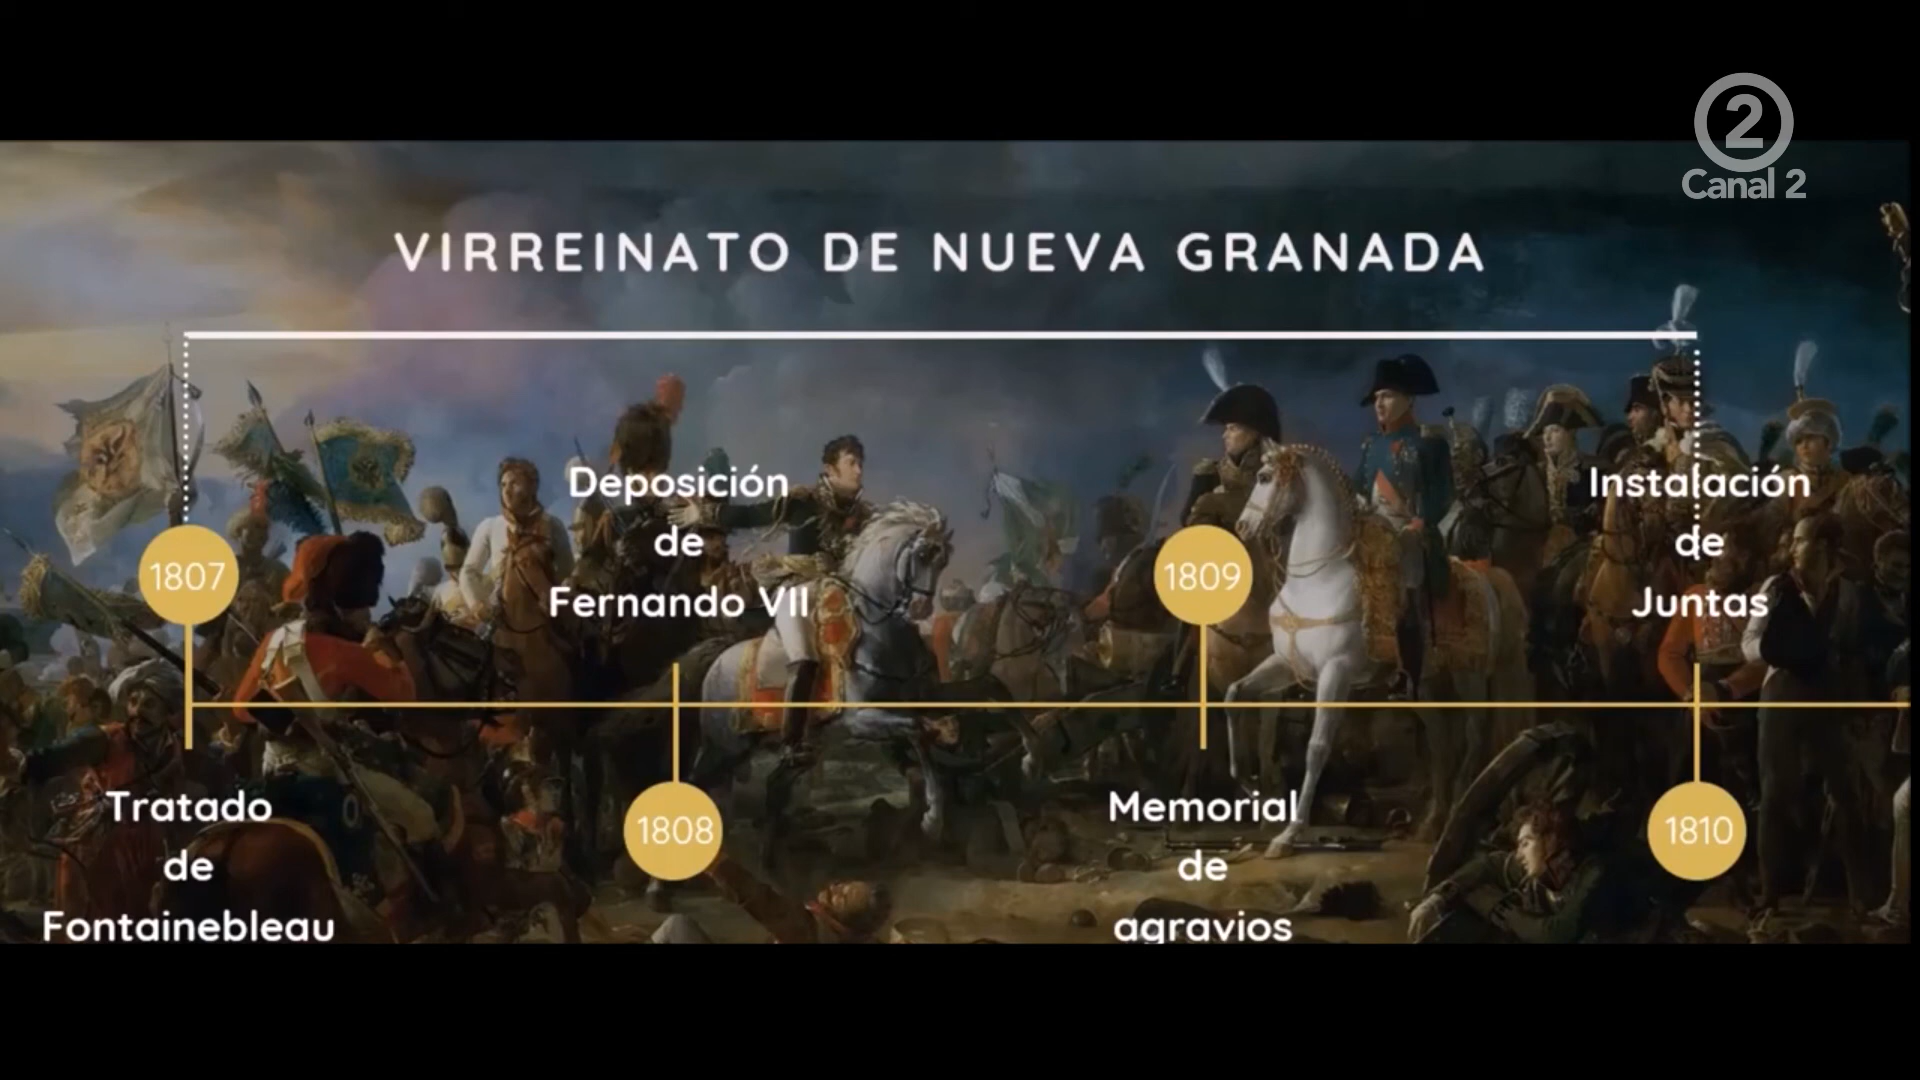 2
Canal 2
VIRREINATO DE NUEVA GRANADA
1807
Tratado
de
Fontainebleau
Deposición
de
Fernando VII
1808
1809
Memorial
de
agravios
Instalación
de
Juntas
1810